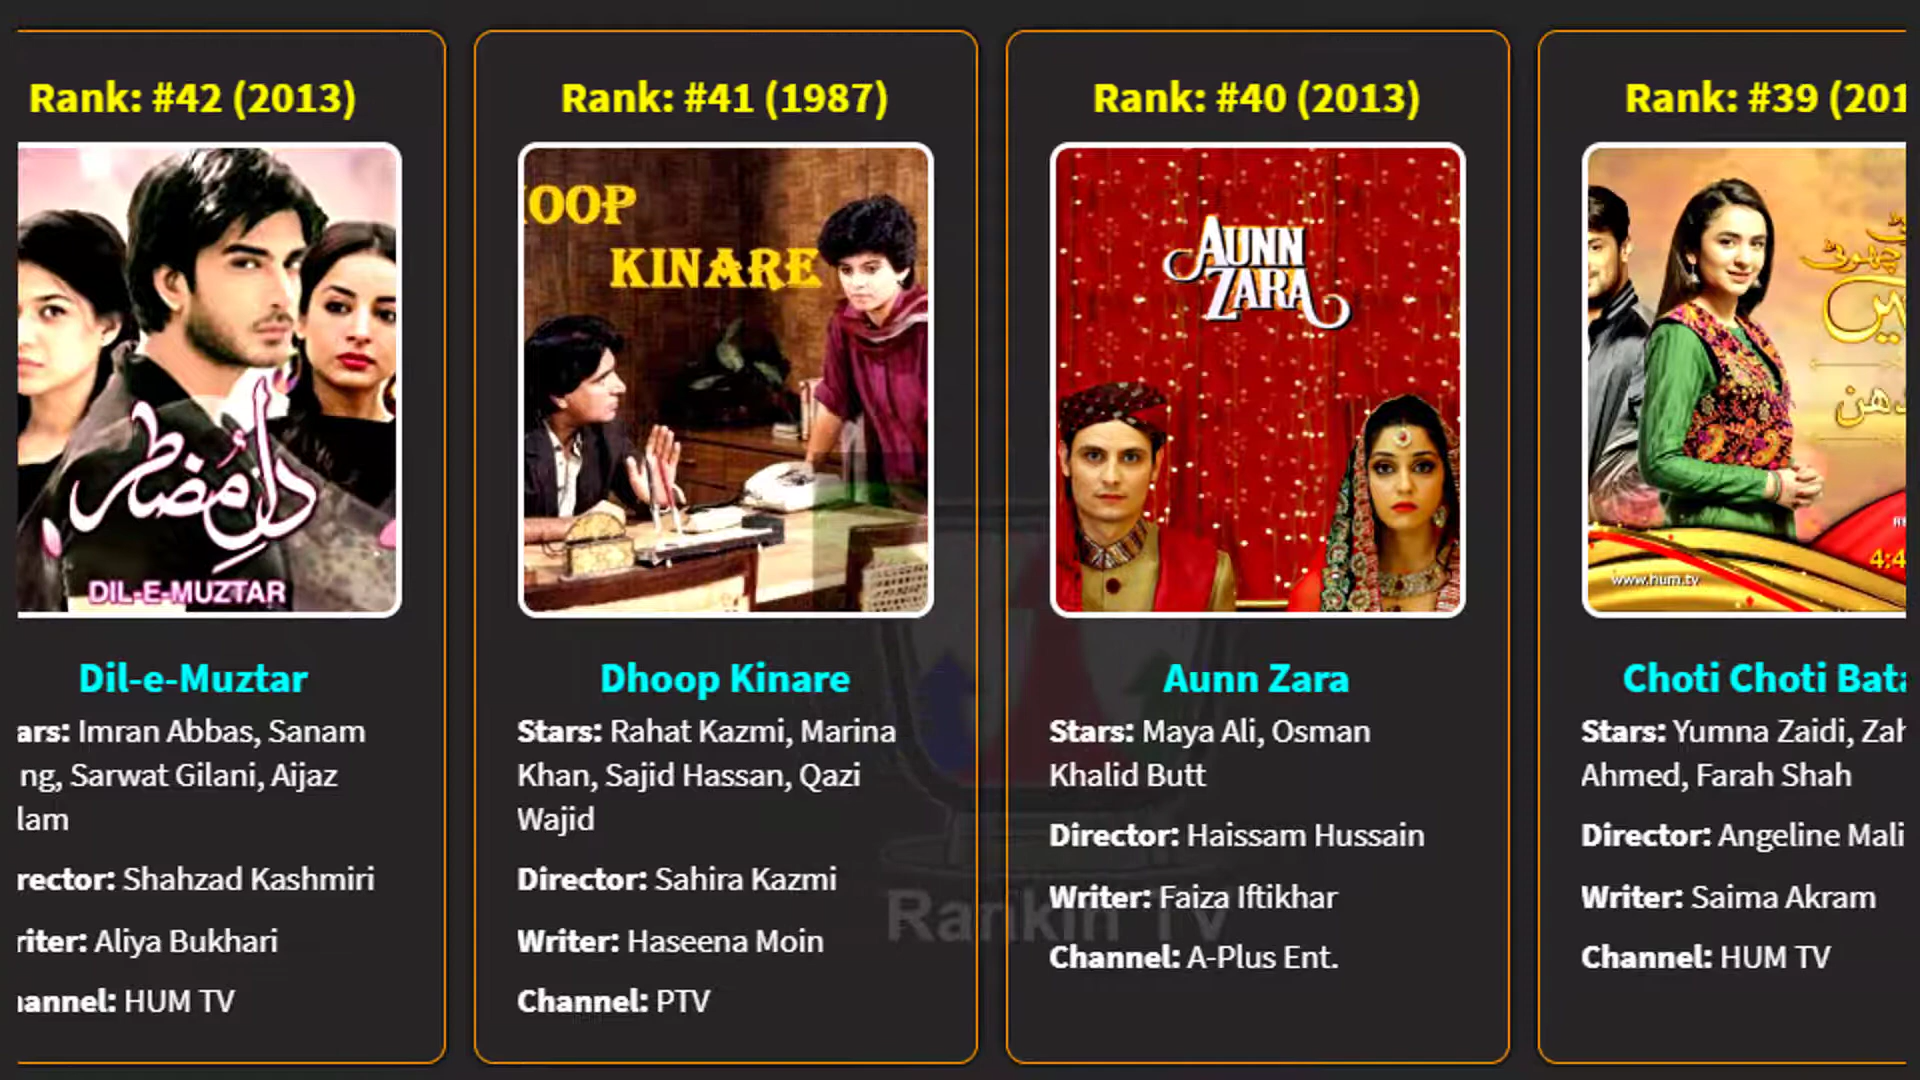 Rank: #42 (2013)
دلِ مُضطر
DIL-E-MUZTAR
Dil-e-Muztar
ars: Imran Abbas, Sanam
ng, Sarwat Gilani, Aijaz
lam
rector: Shahzad Kashmiri
riter: Aliya Bukhari
annel: HUM TV
Rank: #41 (1987)
OOP
KINARE
Dhoop Kinare
Stars: Rahat Kazmi, Marina
Khan, Sajid Hassan, Qazi
Wajid
Director: Sahira Kazmi
Writer: Haseena Moin
Channel: PTV
Rank: #40 (2013)
AUNN
ZARA
Aunn Zara
Stars: Maya Ali, Osman
Khalid Butt
Director: Haissam Hussain
Writer: Faiza Iftikhar
Channel: A-Plus Ent.
Rank: #39 (201
چھوٹی
www.hum.tv
Choti Choti Bata
Stars: Yumna Zaidi, Zah
Ahmed, Farah Shah
Director: Angeline Mali
Writer: Saima Akram
Channel: HUM TV
Rankin TV